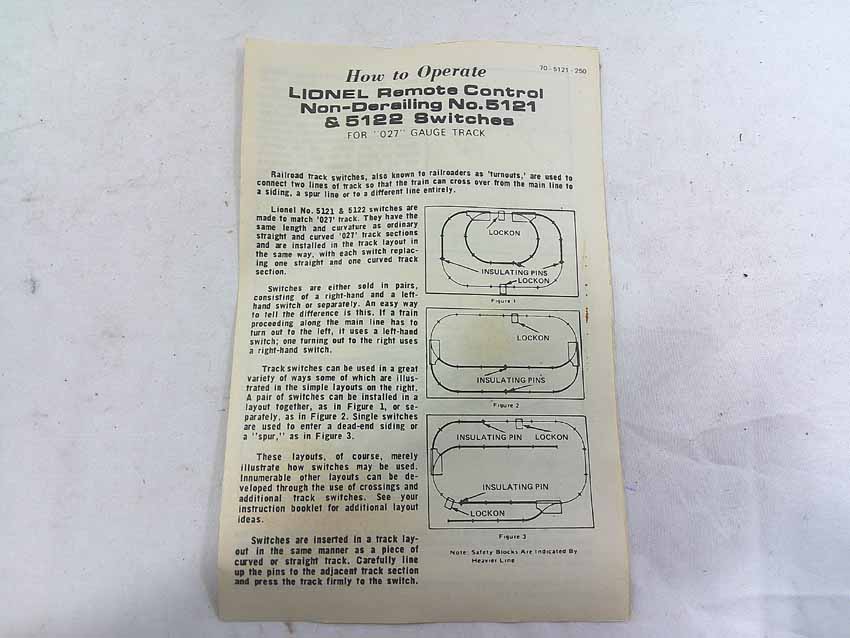 How to Operate
70-5121-250
LIONEL Remote Control
Non-Derailing No.5121
& 5122 Switches
FOR "027" GAUGE TRACK
Railroad track switches, also known to railroaders as 'turnouts,' are used to
connect two lines of track so that the train can cross over from the main line to
a siding, a spur line or to a different line entirely.
Lionel No. 5121 & 5122 switches are
made to match '027' track. They have the
same length and curvature as ordinary
straight and curved '027' track sections
and are installed in the track layout in
the same way, with each switch replac-
ing one straight and one curved track
section.
Switches are either sold in pairs,
consisting of a right-hand and a left-
hand switch or separately. An easy way
to tell the difference is this. If a train
proceeding along the main line has to
turn out to the left, it uses a left-hand
switch; one turning out to the right uses
a right-hand switch.
Track switches can be used in a great
variety of ways some of which are illus-
trated in the simple layouts on the right.
A pair of switches can be installed in a
layout together, as in Figure 1, or se-
parately, as in Figure 2. Single switches
are used to enter a dead-end siding or
a "spur," as in Figure 3.
These layouts, of course, merely
illustrate how switches may be used.
Innumerable other layouts can be de-
veloped through the use of crossings and
additional track switches. See your
instruction booklet for additional layout
ideas.
Switches are inserted in a track lay-
out in the same manner as a piece of
curved or straight track. Carefully line
up the pins to the adjacent track section
and press the track firmly to the switch.
LOCKON
INSULATING PINS
LOCKON
Figure 1
LOCKON
INSULATING PINS
Figure 2
INSULATING PIN
LOCKON
INSULATING PIN
LOCKON
Figure 3
Note: Safety Blocks Are Indicated By
Heavier Line